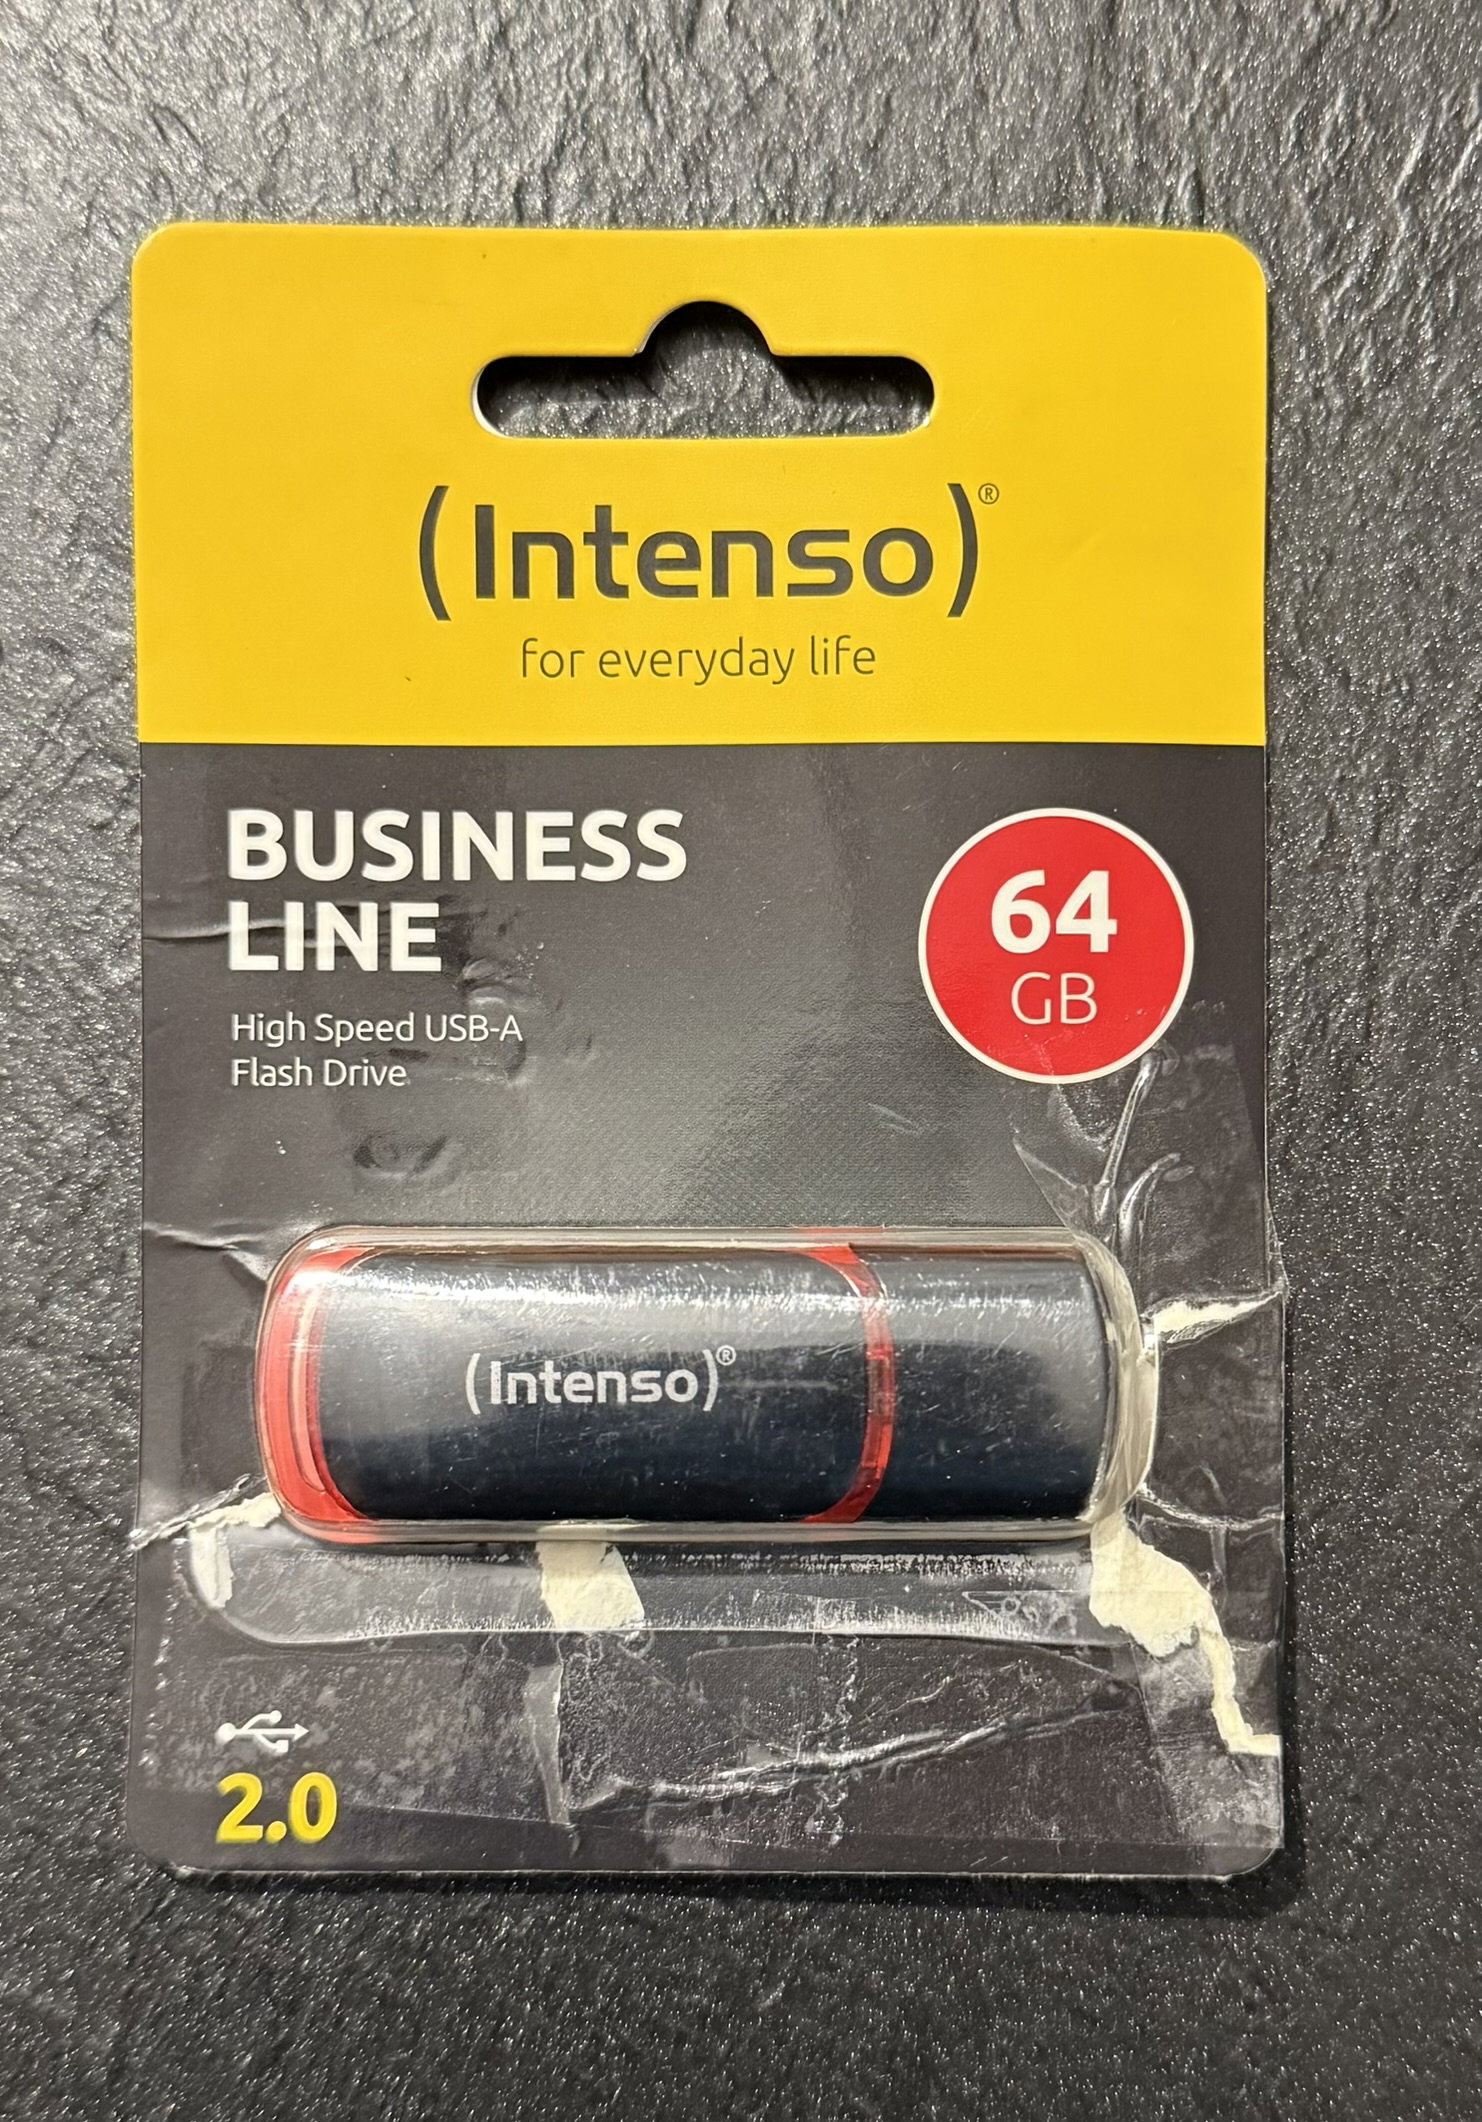 (Intenso)®
for everyday life
BUSINESS
LINE
High Speed USB-A
Flash Drive
64
GB
(Intenso)®
2.0